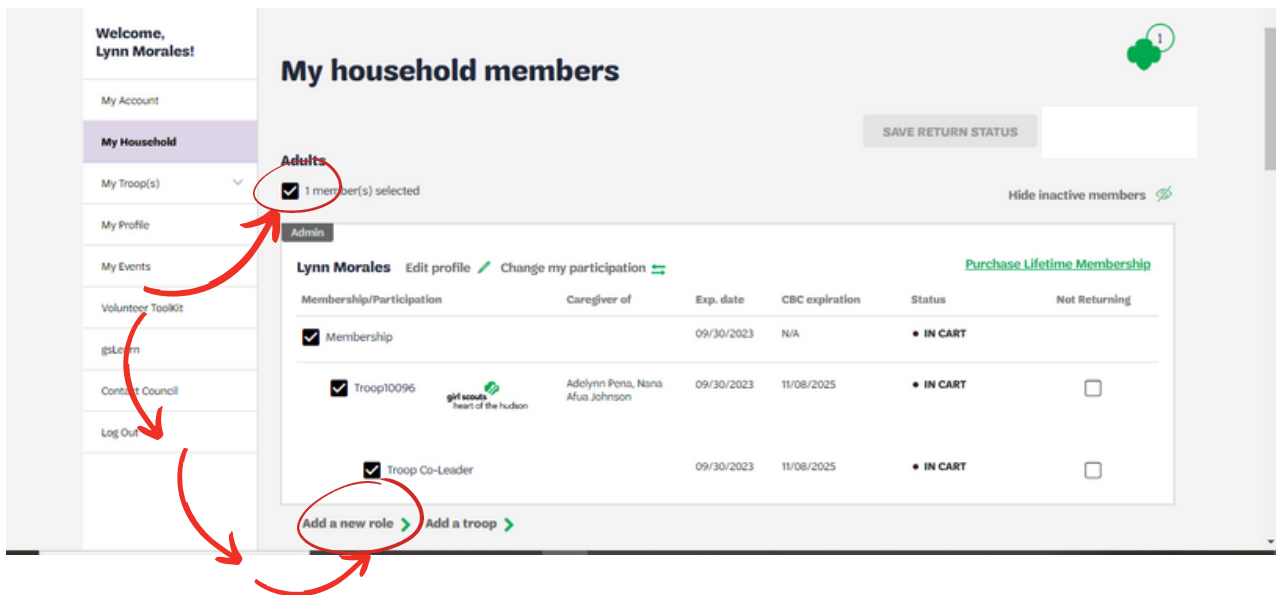 Welcome,
Lynn Morales!
My Account
My Household
My Troop(s)
My Profile
My Events
Volunteer ToolKit
gsLearn
Contact Council
Log Out
My household members
1
SAVE RETURN STATUS
Adults
1 member(s) selected
Hide inactive members
Admin
Lynn Morales Edit profile Change my participation Purchase Lifetime Membership
Membership/Participation Caregiver of Exp. date CBC expiration Status Not Returning
Membership 09/30/2023 N/A • IN CART
Troop10096 girl scouts heart of the hudson Adelynn Pena, Nana Afua Johnson 09/30/2023 11/08/2025 • IN CART
Troop Co-Leader 09/30/2023 11/08/2025 • IN CART
Add a new role Add a troop